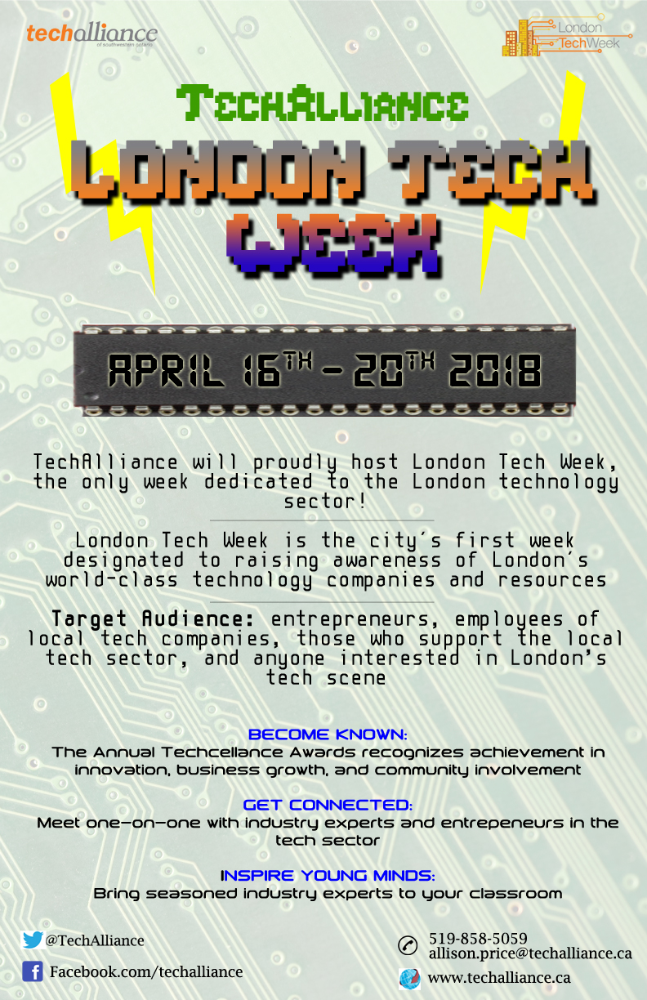 techalliance
of southwestern ontario
London
TechWeek
TechAlliance
LONDON TECH
WEEK
APRIL 16TH - 20TH 2018
TechAlliance will proudly host London Tech Week,
the only week dedicated to the London technology
sector!
London Tech Week is the city's first week
designated to raising awareness of London's
world-class technology companies and resources
Target Audience: entrepreneurs, employees of
local tech companies, those who support the local
tech sector, and anyone interested in London's
tech scene
BECOME KNOWN:
The Annual Techcellance Awards recognizes achievement in
innovation, business growth, and community involvement
GET CONNECTED:
Meet one-on-one with industry experts and entrepeneurs in the
tech sector
INSPIRE YOUNG MINDS:
Bring seasoned industry experts to your classroom
@TechAlliance
Facebook.com/techalliance
519-858-5059
allison.price@techalliance.ca
www.techalliance.ca